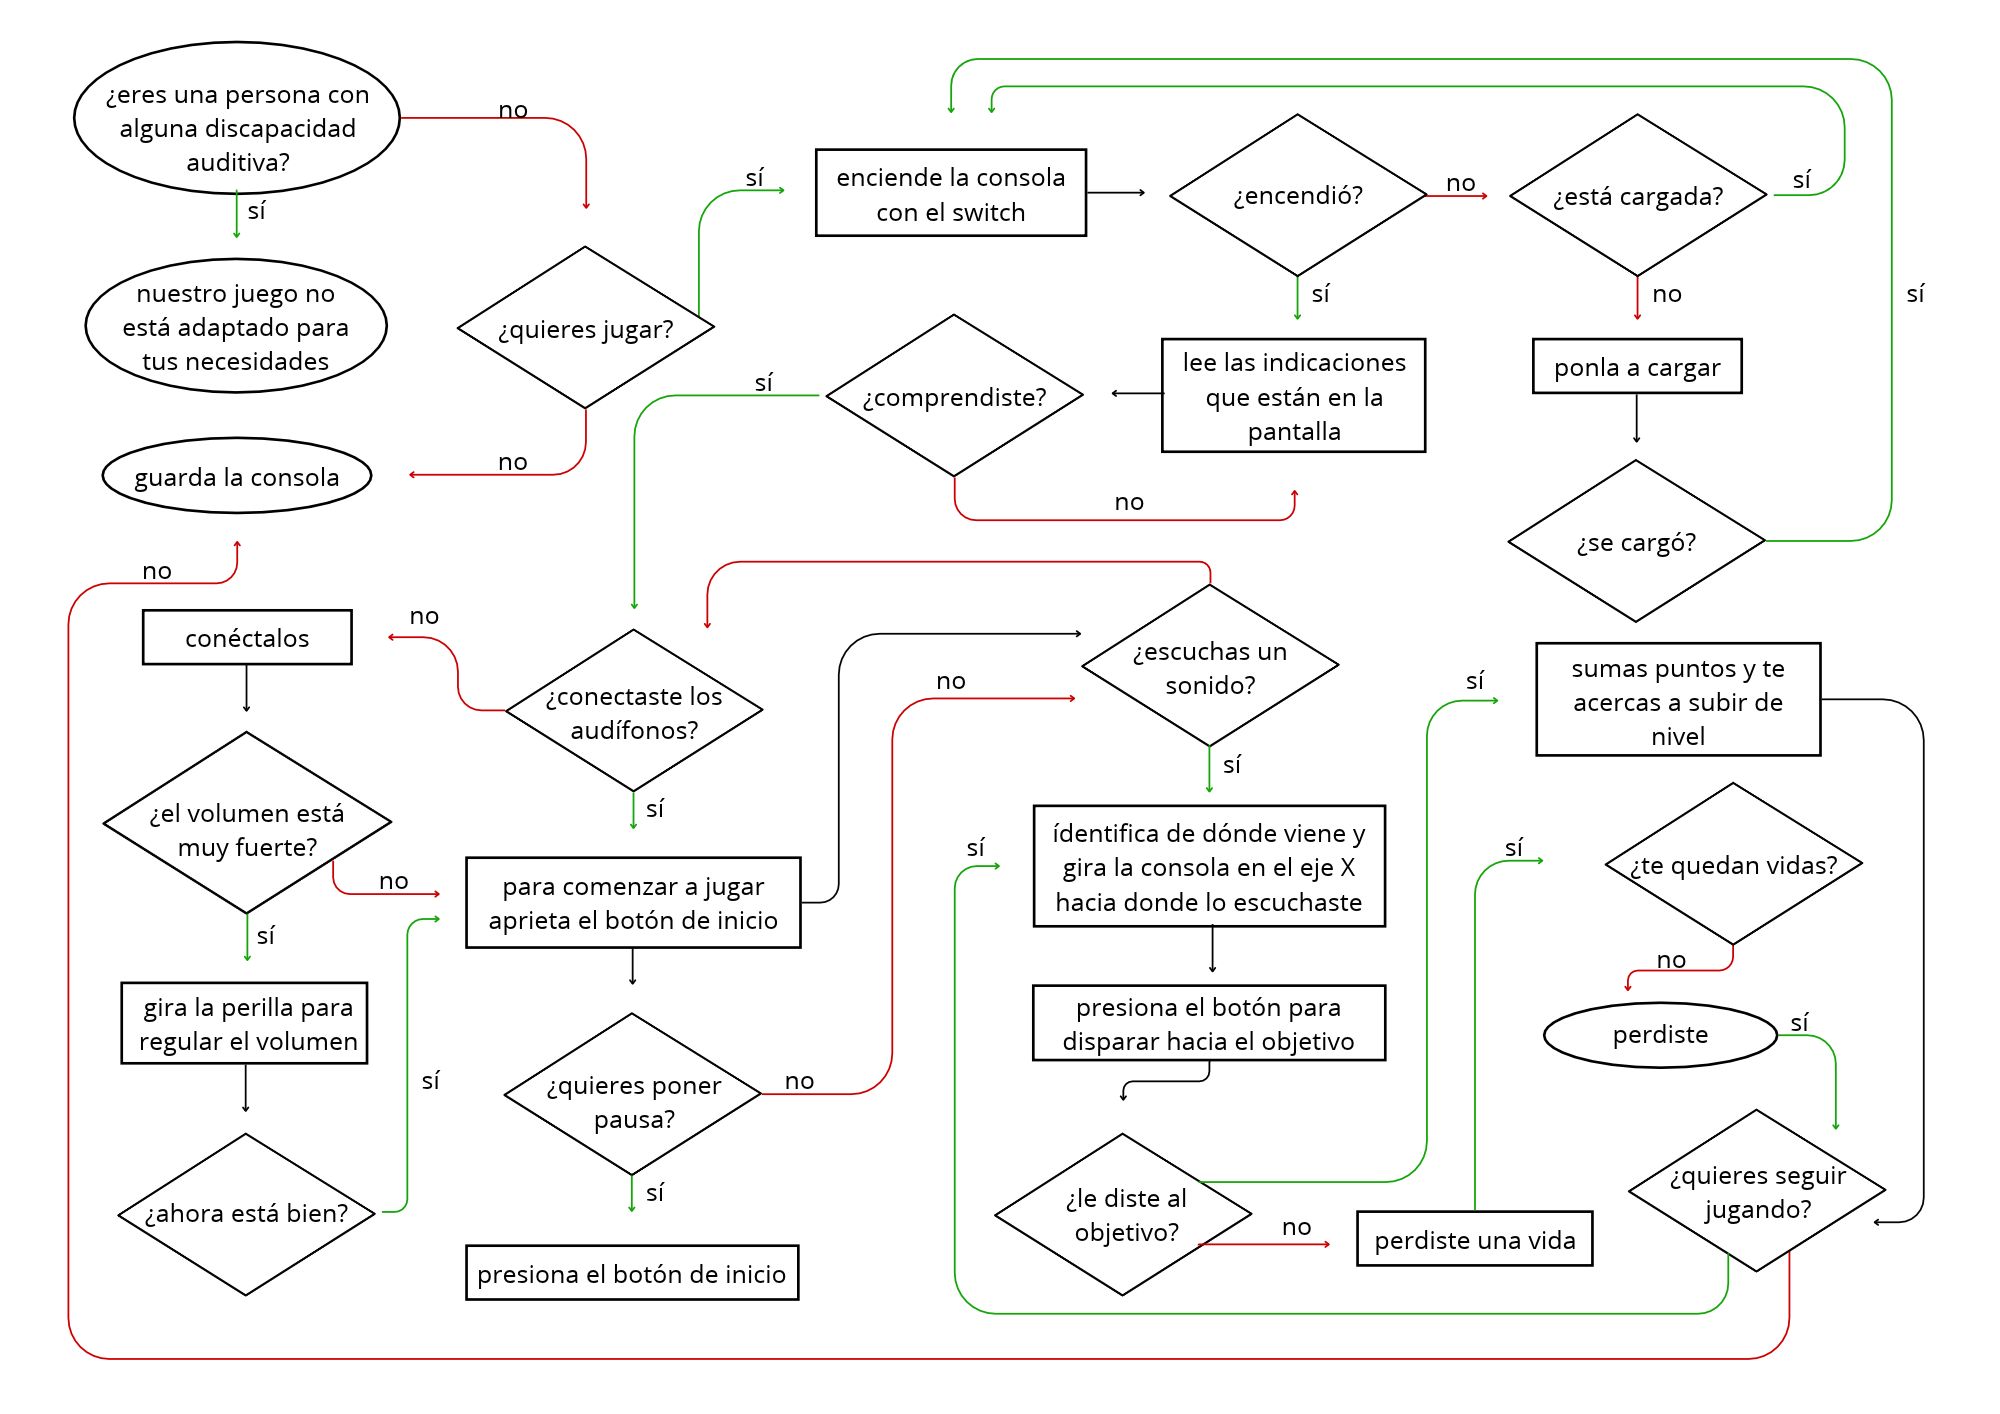 ¿eres una persona con
alguna discapacidad
auditiva?
no
sí
nuestro juego no
está adaptado para
tus necesidades
¿quieres jugar?
sí
no
guarda la consola
enciende la consola
con el switch
¿encendió?
no
sí
¿está cargada?
sí
no
ponla a cargar
¿se cargó?
sí
lee las indicaciones
que están en la
pantalla
¿comprendiste?
sí
no
¿conectaste los
audífonos?
no
sí
conéctalos
¿el volumen está
muy fuerte?
no
sí
gira la perilla para
regular el volumen
¿ahora está bien?
sí
para comenzar a jugar
aprieta el botón de inicio
¿quieres poner
pausa?
no
sí
presiona el botón de inicio
¿escuchas un
sonido?
sí
ídentifica de dónde viene y
gira la consola en el eje X
hacia donde lo escuchaste
presiona el botón para
disparar hacia el objetivo
¿le diste al
objetivo?
sí
no
sumas puntos y te
acercas a subir de
nivel
perdiste una vida
sí
¿te quedan vidas?
no
perdiste
sí
¿quieres seguir
jugando?
sí
no